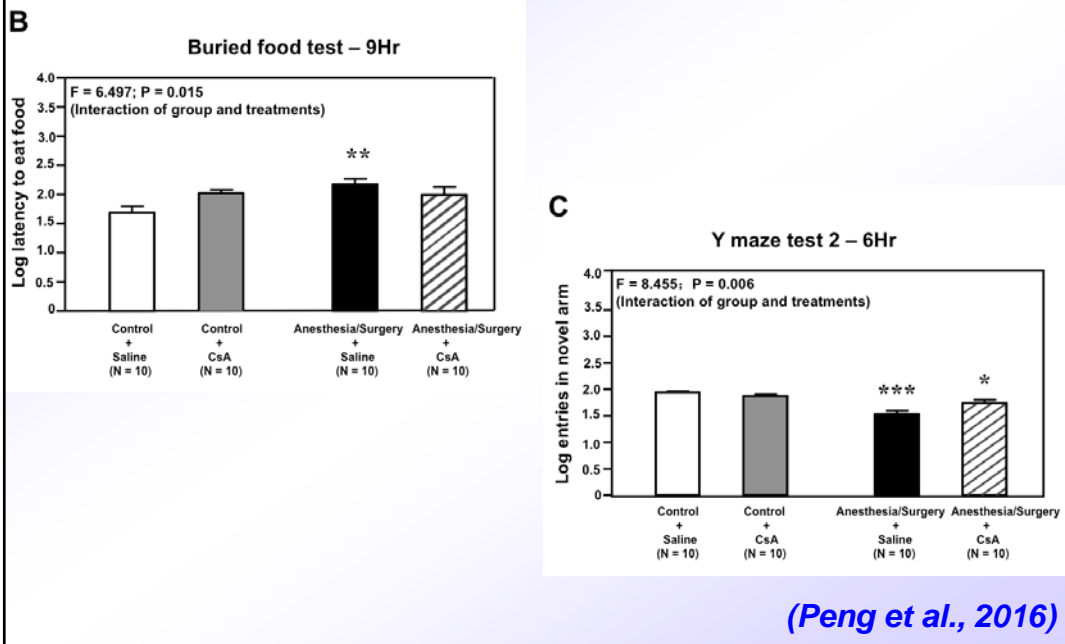 B
Buried food test – 9Hr
F = 6.497; P = 0.015
(Interaction of group and treatments)
Log latency to eat food
4.0
3.5
3.0
2.5
2.0
1.5
1.0
0.5
0
**
Control
+
Saline
(N = 10)
Control
+
CsA
(N = 10)
Anesthesia/Surgery
+
Saline
(N = 10)
Anesthesia/Surgery
+
CsA
(N = 10)
C
Y maze test 2 – 6Hr
F = 8.455; P = 0.006
(Interaction of group and treatments)
Log entries in novel arm
4.0
3.5
3.0
2.5
2.0
1.5
1.0
0.5
0
***
*
Control
+
Saline
(N = 10)
Control
+
CsA
(N = 10)
Anesthesia/Surgery
+
Saline
(N = 10)
Anesthesia/Surgery
+
CsA
(N = 10)
(Peng et al., 2016)